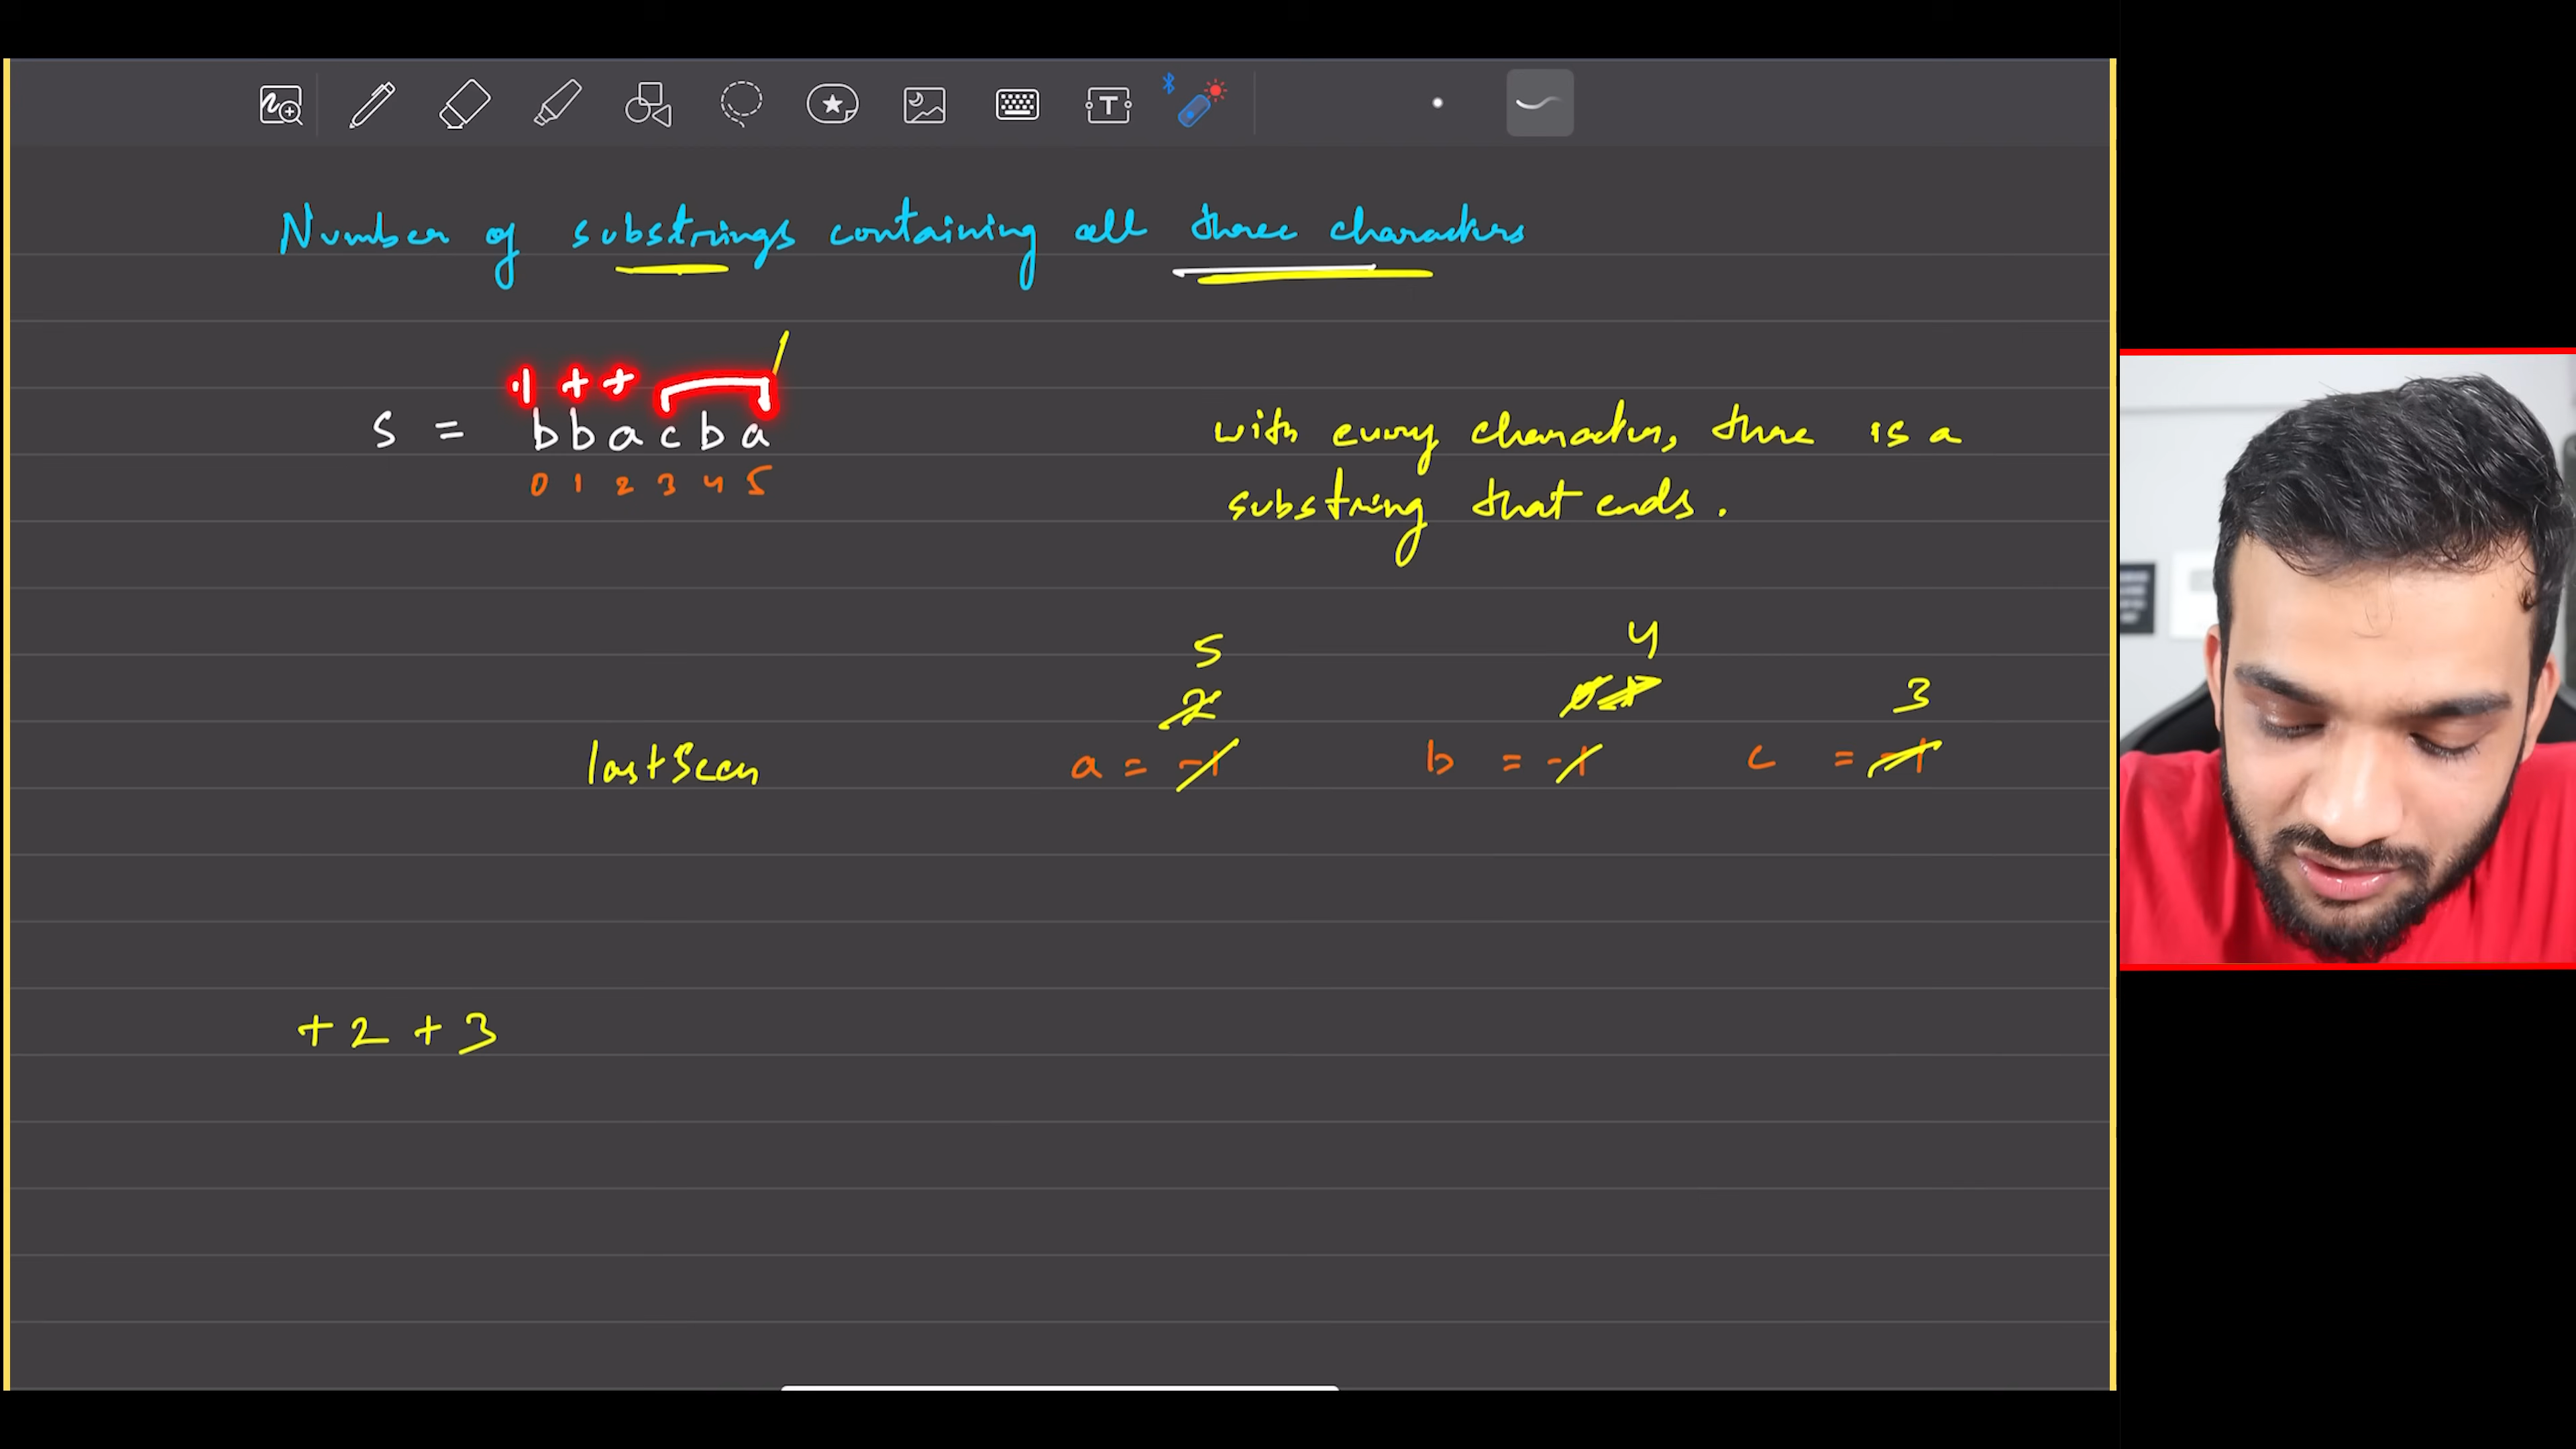 Number of substrings containing all three characters
+1 + +
s = bbacba
0 1 2 3 4 5
with every character, there is a
substring that ends.
5 4
2 3
lastSeen a = -1 b = -1 c = -1
+2 +3